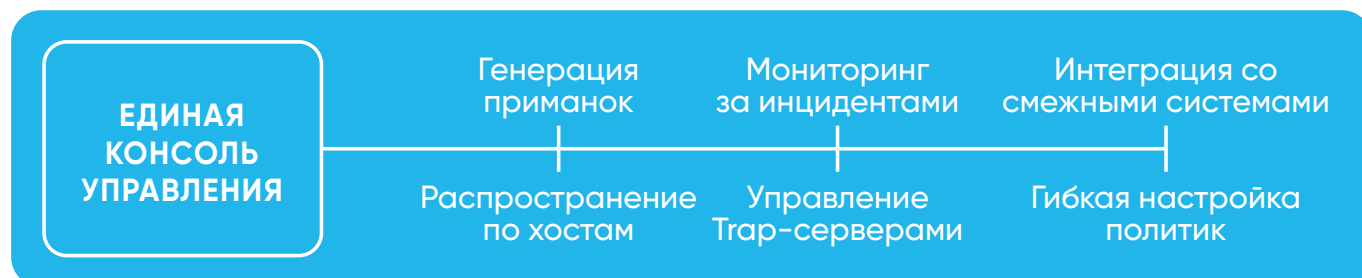 ЕДИНАЯ
КОНСОЛЬ
УПРАВЛЕНИЯ
Генерация
приманок
Мониторинг
за инцидентами
Интеграция со
смежными системами
Распространение
по хостам
Управление
Trap-серверами
Гибкая настройка
политик